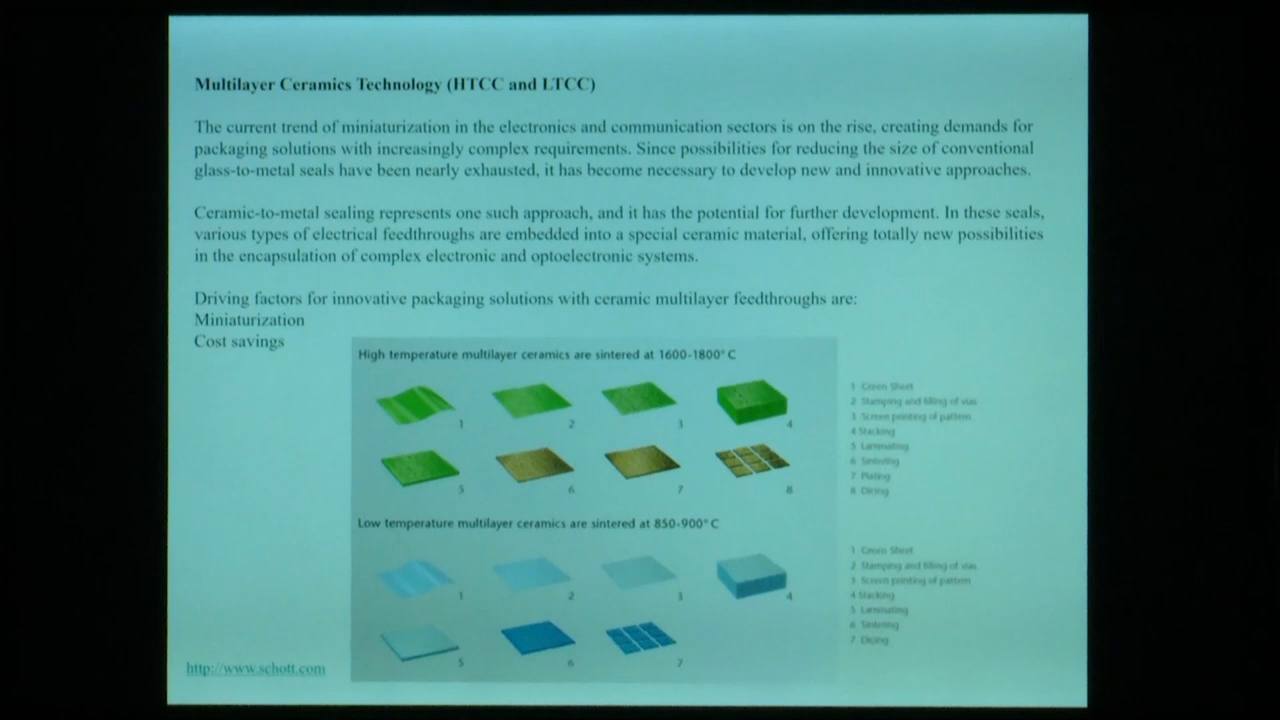 Multilayer Ceramics Technology (HTCC and LTCC)
The current trend of miniaturization in the electronics and communication sectors is on the rise, creating demands for
packaging solutions with increasingly complex requirements. Since possibilities for reducing the size of conventional
glass-to-metal seals have been nearly exhausted, it has become necessary to develop new and innovative approaches.
Ceramic-to-metal sealing represents one such approach, and it has the potential for further development. In these seals,
various types of electrical feedthroughs are embedded into a special ceramic material, offering totally new possibilities
in the encapsulation of complex electronic and optoelectronic systems.
Driving factors for innovative packaging solutions with ceramic multilayer feedthroughs are:
Miniaturization
Cost savings
High temperature multilayer ceramics are sintered at 1600-1800° C
1 2 3 4
5 6 7 8
1 Green Sheet
2 Stamping and filling of vias
3 Screen printing of pattern
4 Stacking
5 Laminating
6 Sintering
7 Plating
8 Dicing
Low temperature multilayer ceramics are sintered at 850-900° C
1 2 3 4
5 6 7
1 Green Sheet
2 Stamping and filling of vias
3 Screen printing of pattern
4 Stacking
5 Laminating
6 Sintering
7 Dicing
http://www.schott.com